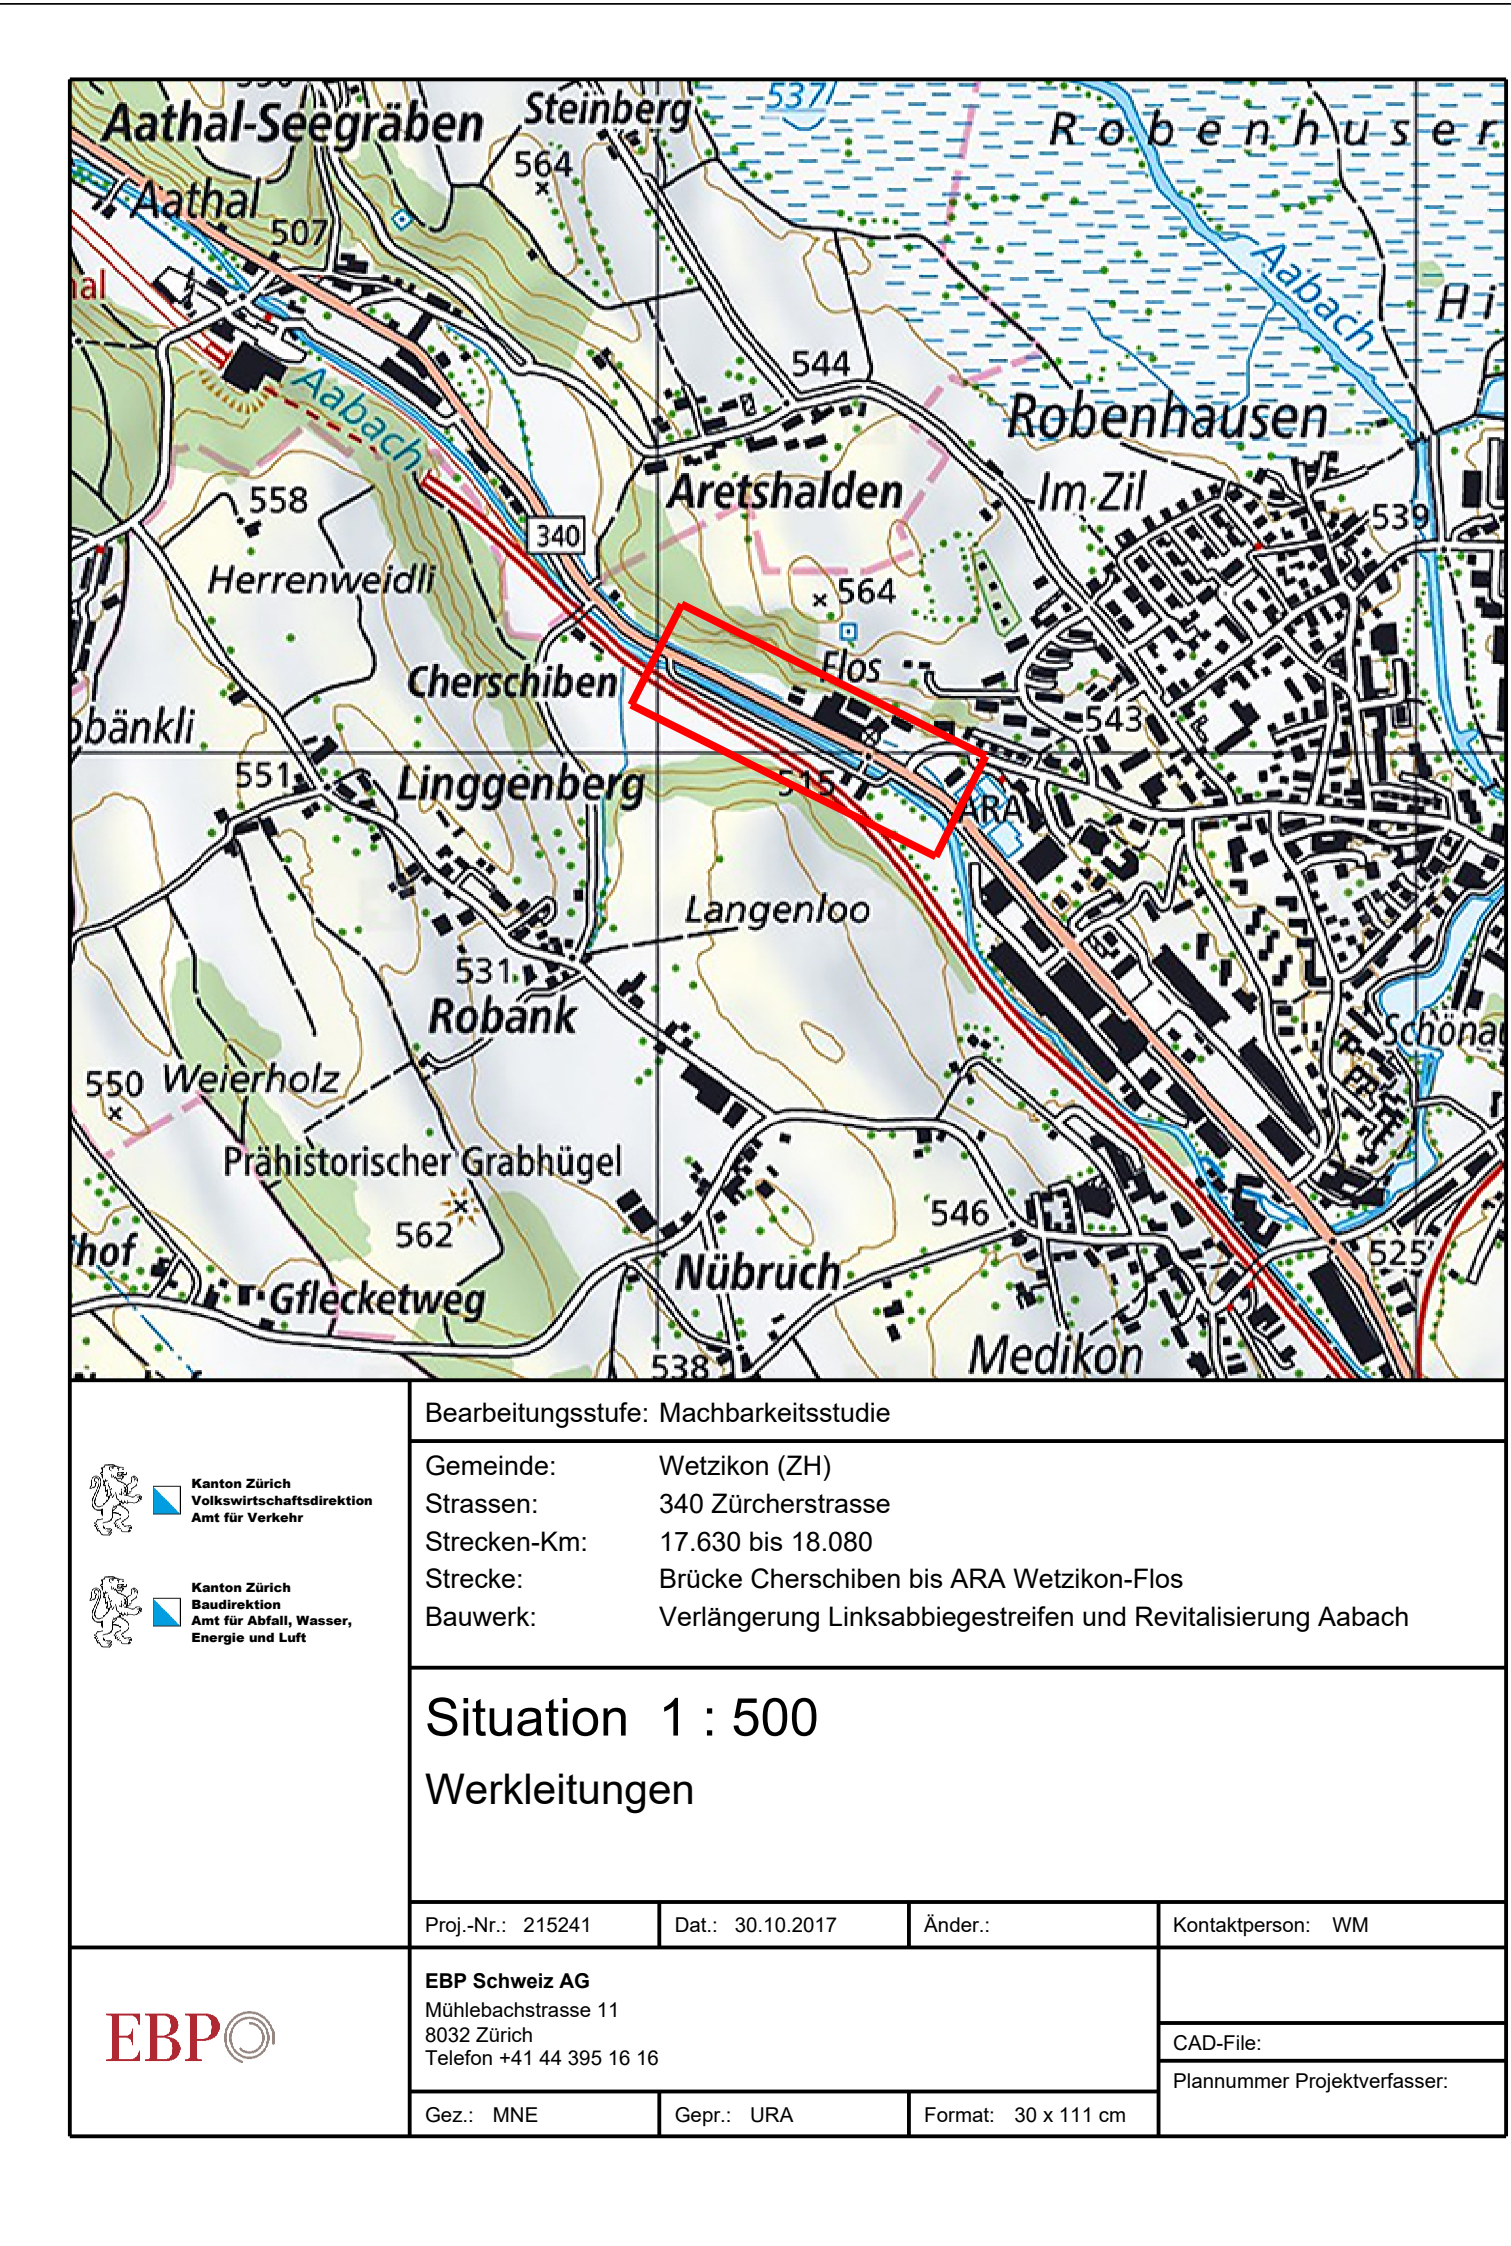 Aathal-Seegräben
Steinberg
537
Robenhuser
564
Aathal
507
Aabach
Hi
544
Aabach
Robenhausen
Aretshalden
Im Zil
558
340
539
Herrenweidli
564
Flos
Cherschiben
543
obänkli
551
Linggenberg
515
ARA
Langenloo
531
Robank
Schöna
550
Weierholz
Prähistorischer Grabhügel
562
546
hof
525
Nübruch
Gflecketweg
538
Medikon
Bearbeitungsstufe: Machbarkeitsstudie
Kanton Zürich
Volkswirtschaftsdirektion
Amt für Verkehr
Kanton Zürich
Baudirektion
Amt für Abfall, Wasser,
Energie und Luft
Gemeinde: Wetzikon (ZH)
Strassen: 340 Zürcherstrasse
Strecken-Km: 17.630 bis 18.080
Strecke: Brücke Cherschiben bis ARA Wetzikon-Flos
Bauwerk: Verlängerung Linksabbiegestreifen und Revitalisierung Aabach
Situation 1 : 500
Werkleitungen
Proj.-Nr.: 215241 Dat.: 30.10.2017 Änder.: Kontaktperson: WM
EBP
EBP Schweiz AG
Mühlebachstrasse 11
8032 Zürich
Telefon +41 44 395 16 16
CAD-File:
Plannummer Projektverfasser:
Gez.: MNE Gepr.: URA Format: 30 x 111 cm